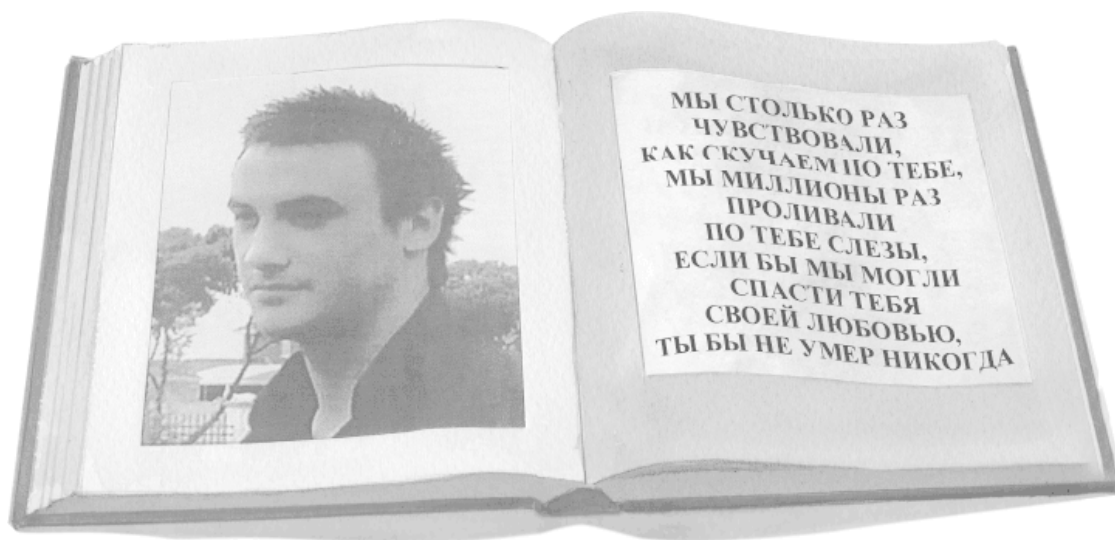 МЫ СТОЛЬКО РАЗ
ЧУВСТВОВАЛИ,
КАК СКУЧАЕМ ПО ТЕБЕ,
МЫ МИЛЛИОНЫ РАЗ
ПРОЛИВАЛИ
ПО ТЕБЕ СЛЕЗЫ,
ЕСЛИ БЫ МЫ МОГЛИ
СПАСТИ ТЕБЯ
СВОЕЙ ЛЮБОВЬЮ,
ТЫ БЫ НЕ УМЕР НИКОГДА